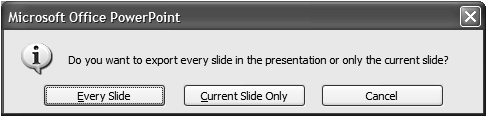 Microsoft Office PowerPoint
Do you want to export every slide in the presentation or only the current slide?
Every Slide
Current Slide Only
Cancel